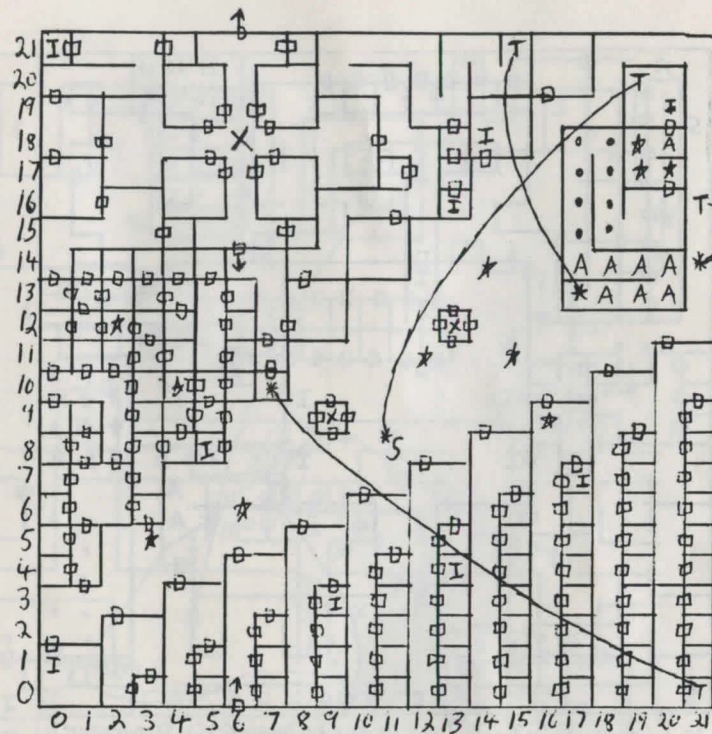 21 I T
20 T
19 I
18 X I A
17
16 I T
15
14 A A A A
13 * A A A
12 X
11
10 *
9 X
8 I * S
7 I
6
5
4 I
3 I
2
1 I
0 T
0 1 2 3 4 5 6 7 8 9 10 11 12 13 14 15 16 17 18 19 20 21